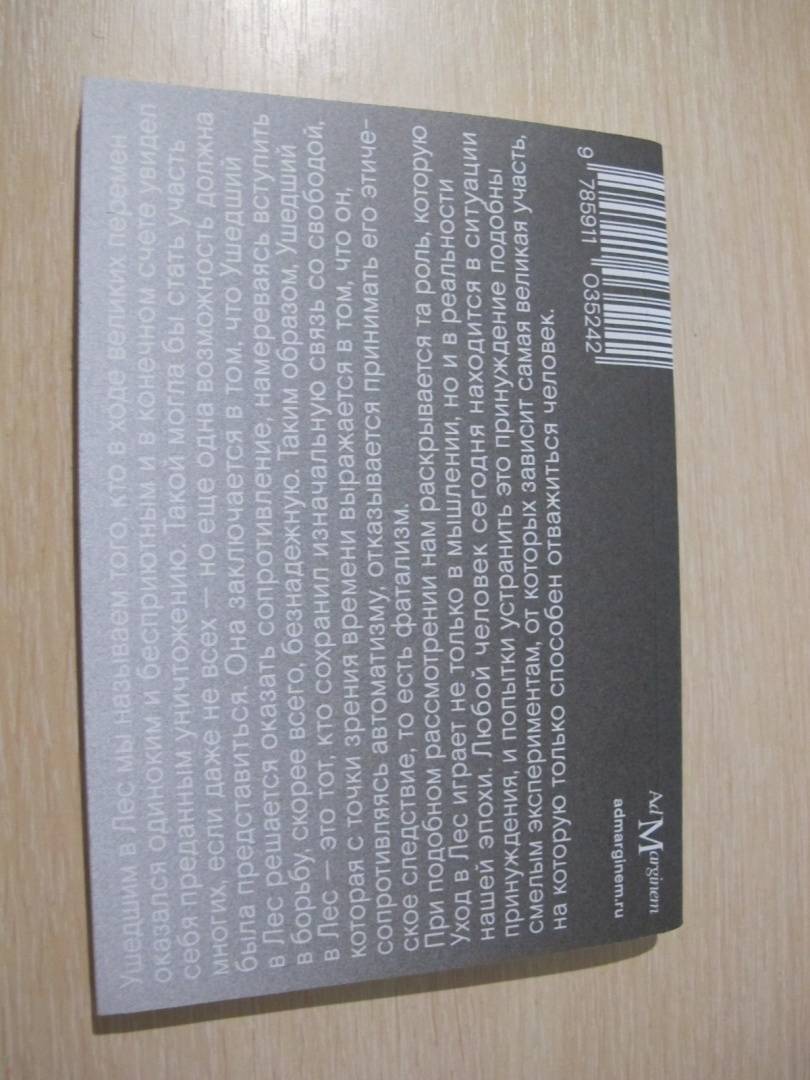 Ушедшим в Лес мы называем того, кто в ходе великих перемен
оказался одиноким и бесприютным и в конечном счёте увидел
себя преданным уничтожению. Такой могла бы стать участь
многих, если даже не всех — но еще одна возможность должна
была представиться. Она заключается в том, что Ушедший
в Лес решается оказать сопротивление, намереваясь вступить
в борьбу, скорее всего, безнадежную. Таким образом, Ушедший
в Лес — это тот, кто сохранил изначальную связь со свободой,
которая с точки зрения времени выражается в том, что он,
сопротивляясь автоматизму, отказывается принимать его этиче-
ское следствие, то есть фатализм.
При подобном рассмотрении нам раскрывается та роль, которую
Уход в Лес играет не только в мышлении, но и в реальности
нашей эпохи. Любой человек сегодня находится в ситуации
принуждения, и попытки устранить это принуждение подобны
смелым экспериментам, от которых зависит самая великая участь,
на которую только способен отважиться человек.
Ad Marginem
admarginem.ru
9 785911 035242